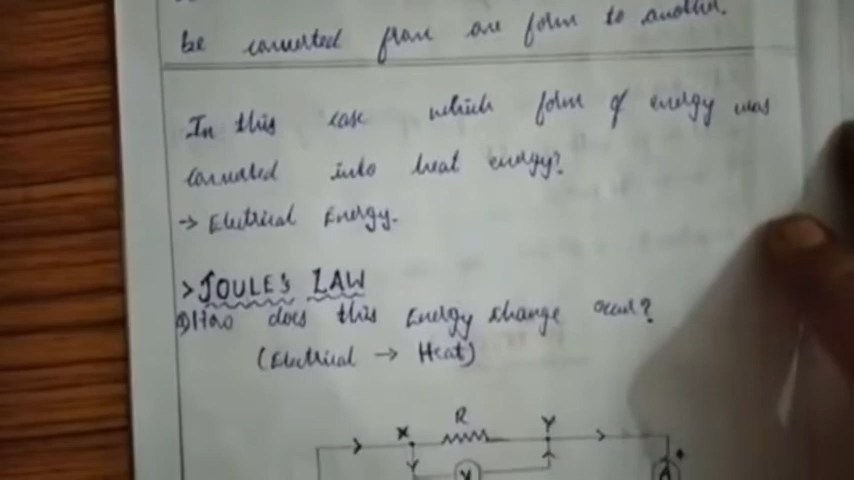 be converted from one form to another.
In this case which form of energy was
converted into heat energy?
→ Electrical Energy.
> JOULE'S LAW
Q) How does this Energy change occur?
(Electrical → Heat)
R
X Y
V A